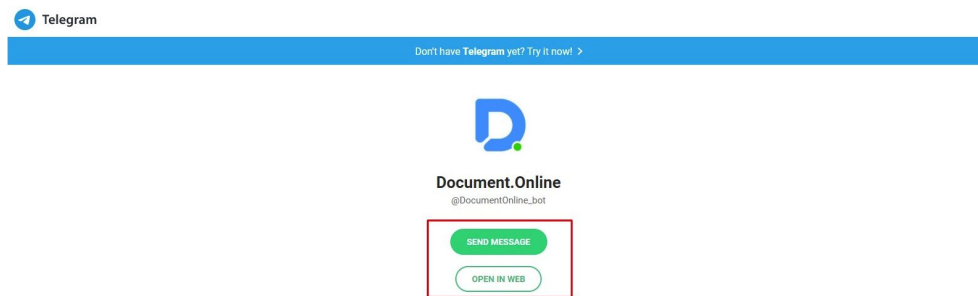 Telegram
Don't have Telegram yet? Try it now! >
Document.Online
@DocumentOnline_bot
SEND MESSAGE
OPEN IN WEB